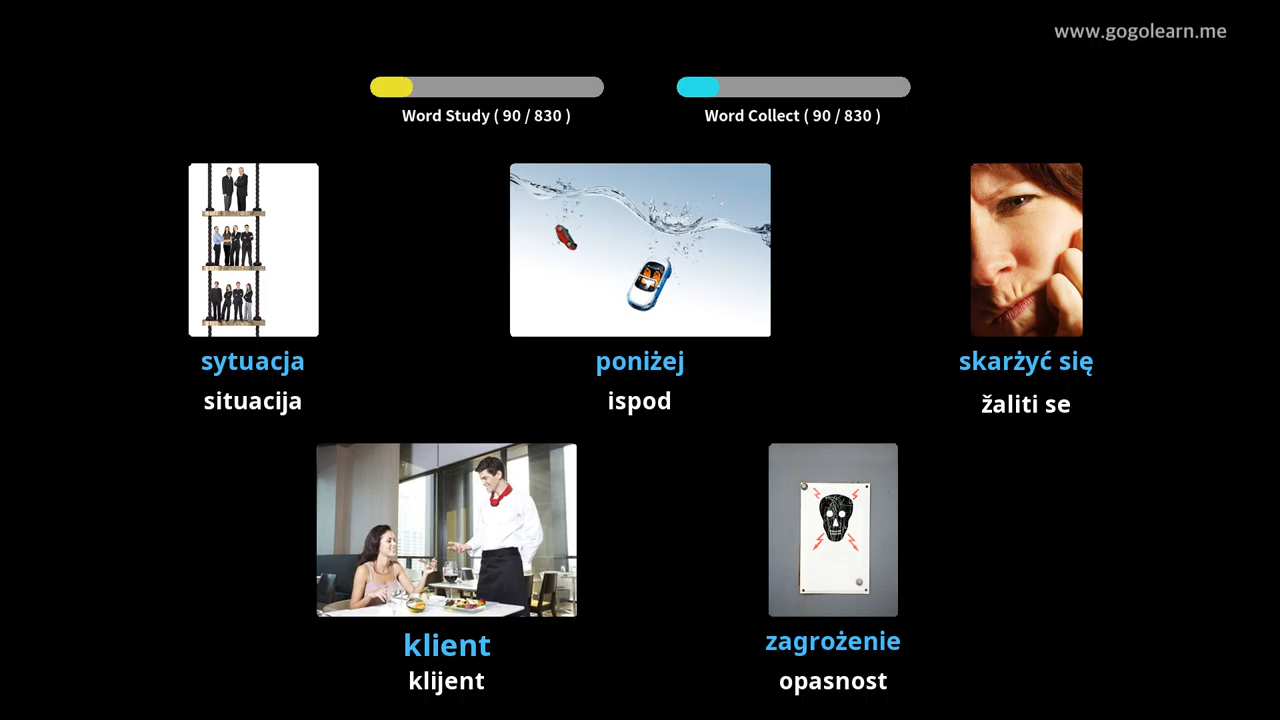 www.gogolearn.me
Word Study ( 90 / 830 )
Word Collect ( 90 / 830 )
sytuacja
situacija
poniżej
ispod
skarżyć się
žaliti se
klient
klijent
zagrożenie
opasnost